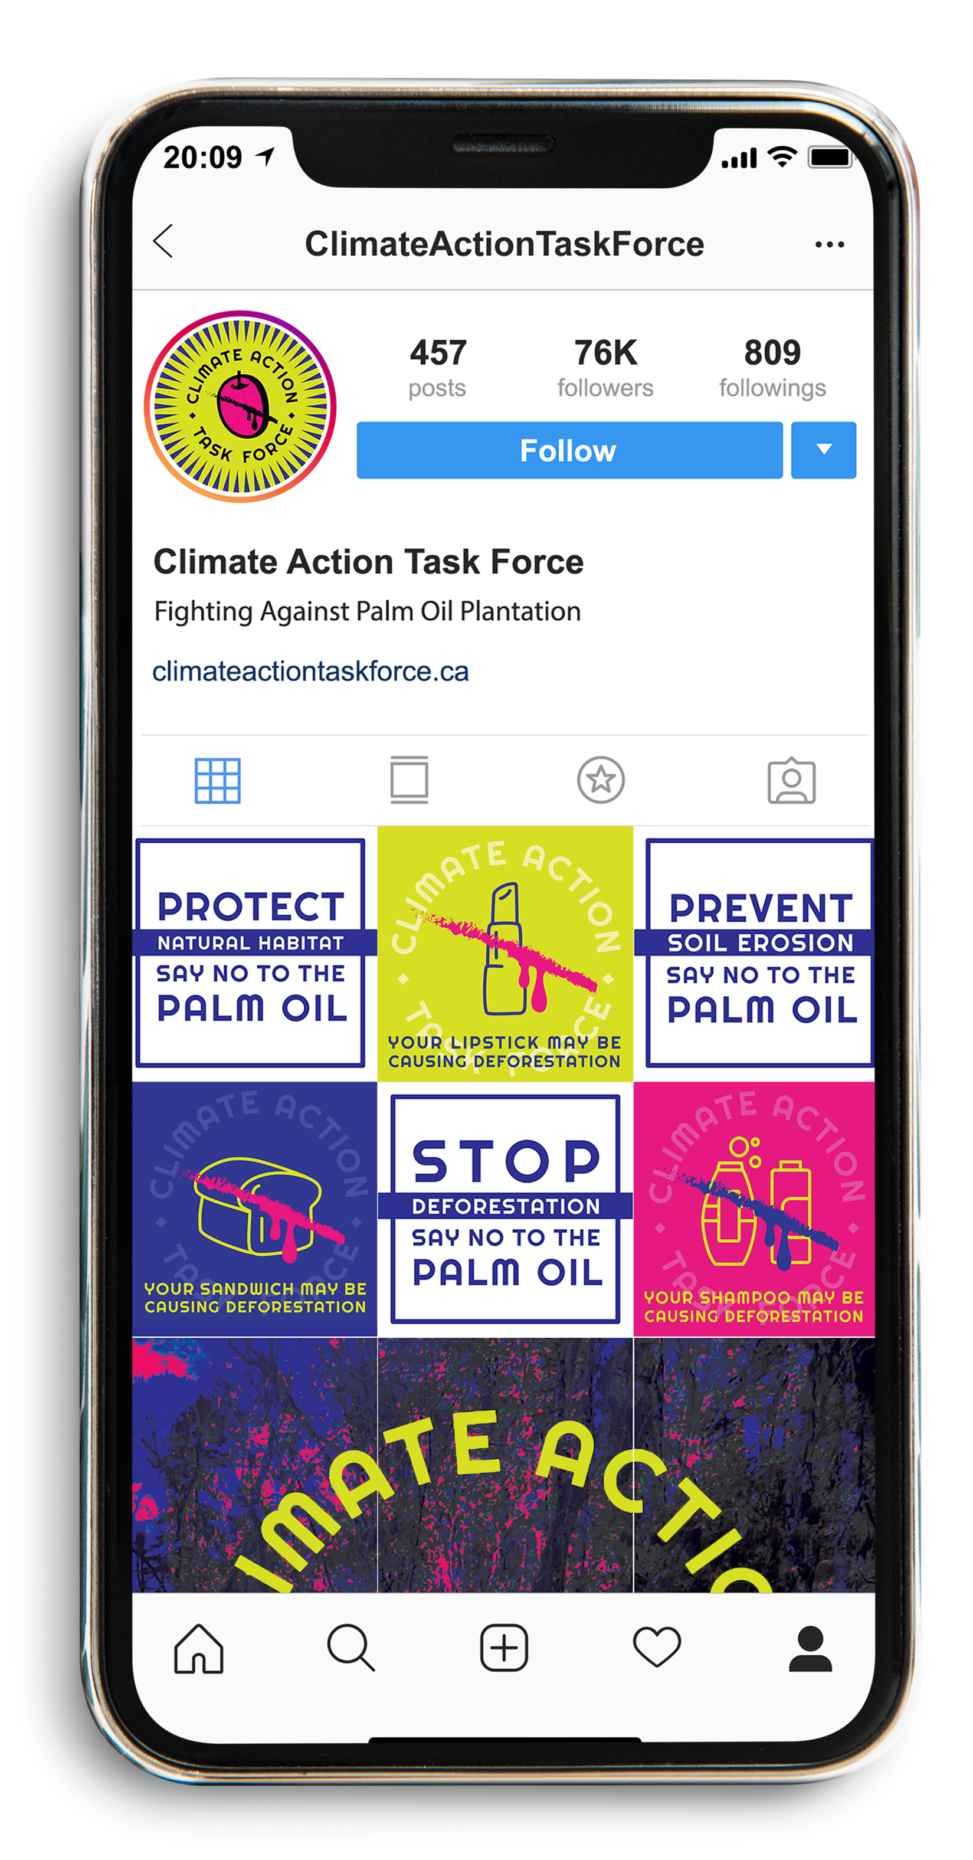 20:09
ClimateActionTaskForce
CLIMATE ACTION
TASK FORCE
457
76K
809
posts
followers
followings
Follow
Climate Action Task Force
Fighting Against Palm Oil Plantation
climateactiontaskforce.ca
PROTECT
NATURAL HABITAT
SAY NO TO THE
PALM OIL
CLIMATE ACTION
TASK FORCE
YOUR LIPSTICK MAY BE
CAUSING DEFORESTATION
PREVENT
SOIL EROSION
SAY NO TO THE
PALM OIL
CLIMATE ACTION
TASK FORCE
YOUR SANDWICH MAY BE
CAUSING DEFORESTATION
STOP
DEFORESTATION
SAY NO TO THE
PALM OIL
CLIMATE ACTION
TASK FORCE
YOUR SHAMPOO MAY BE
CAUSING DEFORESTATION
IMATE ACTIO